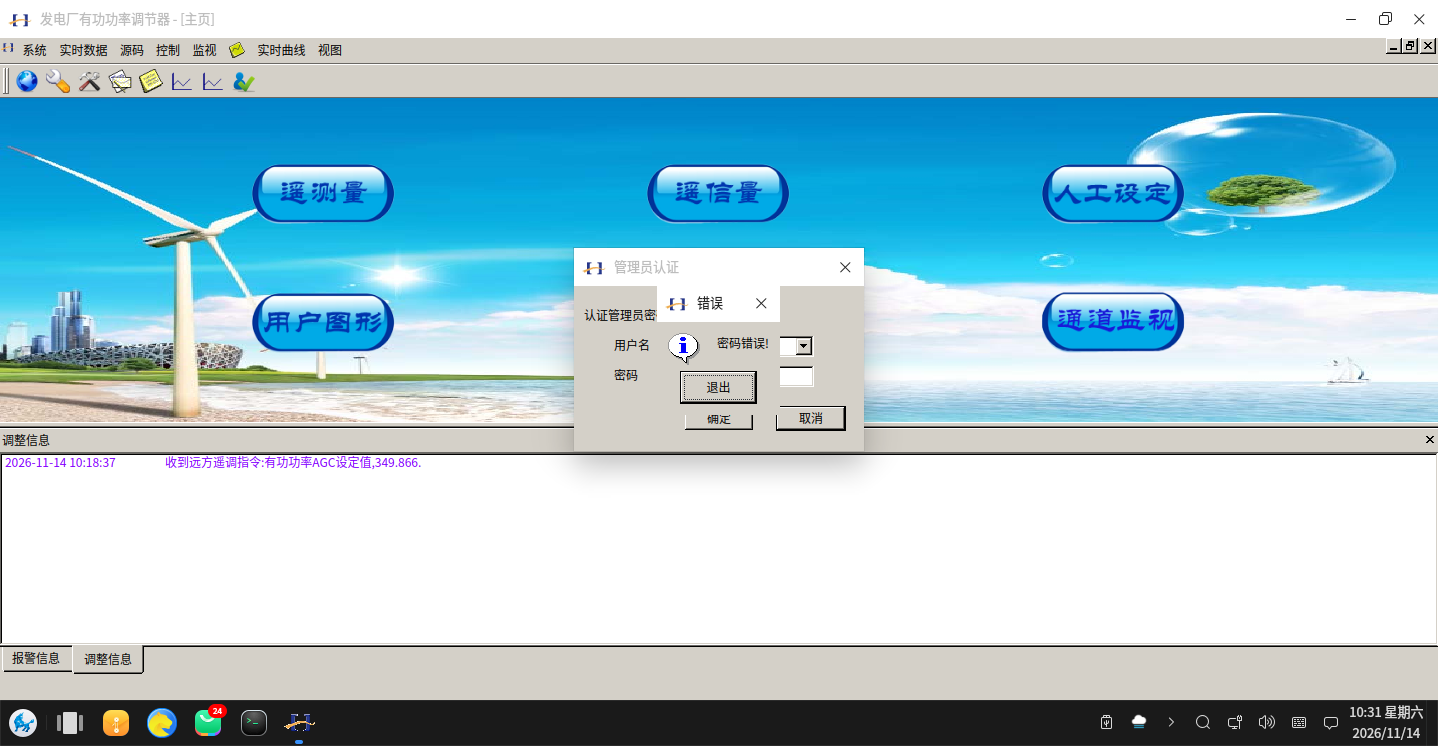 发电厂有功功率调节器 - [主页]
系统 实时数据 源码 控制 监视 实时曲线 视图
遥测量 遥信量 人工设定
用户图形 通道监视
管理员认证
错误
认证管理员密
用户名
密码错误!
密码
退出
确定 取消
调整信息
2026-11-14 10:18:37 收到远方遥调指令:有功功率AGC设定值,349.866.
报警信息 调整信息
24
10:31 星期六
2026/11/14